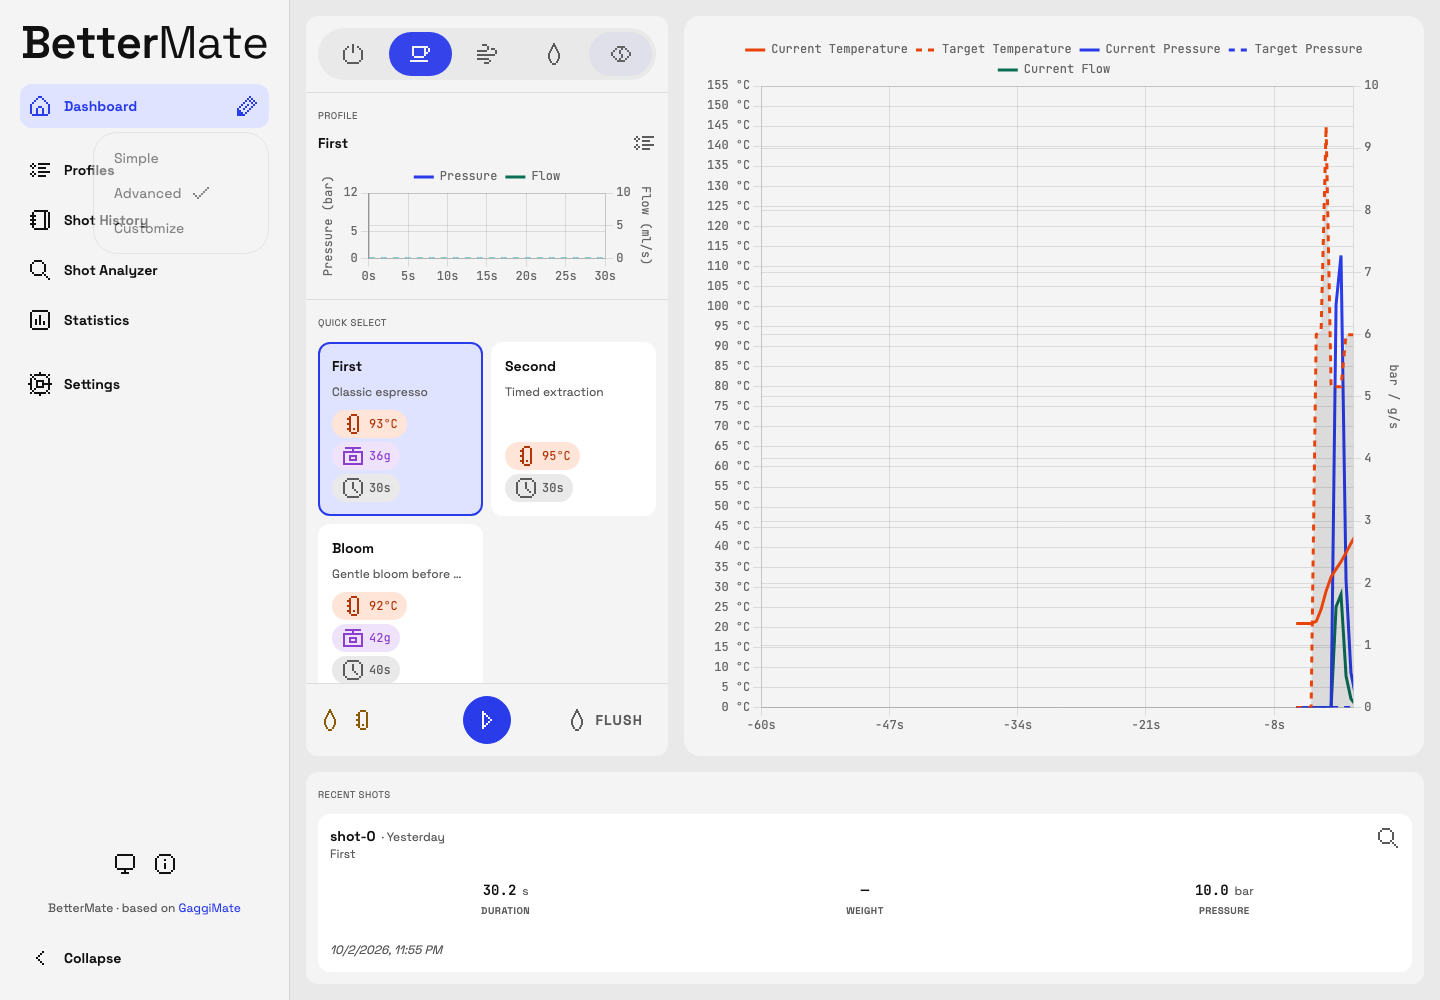 BetterMate
Dashboard
Simple
Profiles
Advanced
Shot History
Customize
Shot Analyzer
Statistics
Settings
BetterMate · based on GaggiMate
Collapse
PROFILE
First
Pressure Flow
Pressure (bar)
Flow (ml/s)
12 10
5 5
0 0
0s 5s 10s 15s 20s 25s 30s
QUICK SELECT
First
Classic espresso
93°C
36g
30s
Second
Timed extraction
95°C
30s
Bloom
Gentle bloom before …
92°C
42g
40s
FLUSH
Current Temperature Target Temperature Current Pressure Target Pressure
Current Flow
155 °C
150 °C
145 °C
140 °C
135 °C
130 °C
125 °C
120 °C
115 °C
110 °C
105 °C
100 °C
95 °C
90 °C
85 °C
80 °C
75 °C
70 °C
65 °C
60 °C
55 °C
50 °C
45 °C
40 °C
35 °C
30 °C
25 °C
20 °C
15 °C
10 °C
5 °C
0 °C
10
9
8
7
6
5
4
3
2
1
0
bar / g/s
-60s -47s -34s -21s -8s
RECENT SHOTS
shot-0 · Yesterday
First
30.2 s — 10.0 bar
DURATION WEIGHT PRESSURE
10/2/2026, 11:55 PM